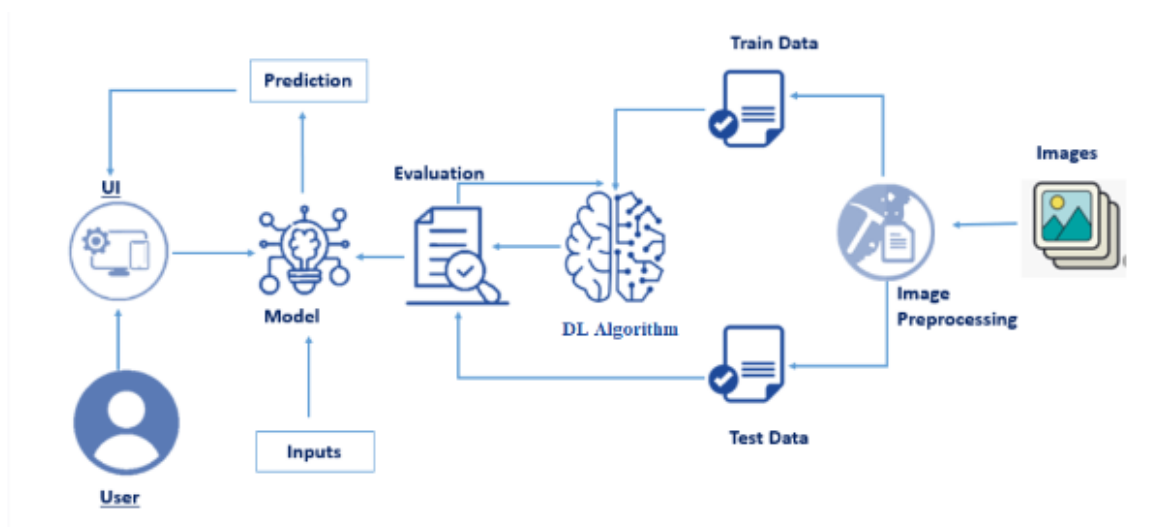 Train Data
Prediction
Images
Evaluation
UI
Image
Preprocessing
Model
DL Algorithm
Test Data
Inputs
User